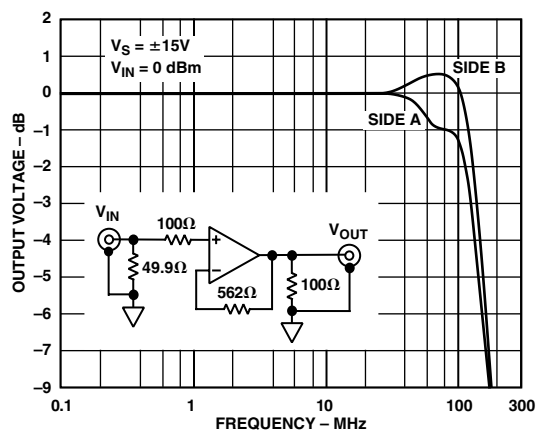 2
V_S = ±15V
V_IN = 0 dBm
1
SIDE B
0
SIDE A
–1
–2
–3
V_IN
100Ω
V_OUT
–4
+
–
49.9Ω
100Ω
–5
562Ω
–6
–7
–8
–9
0.1
1
10
100
300
OUTPUT VOLTAGE – dB
FREQUENCY – MHz